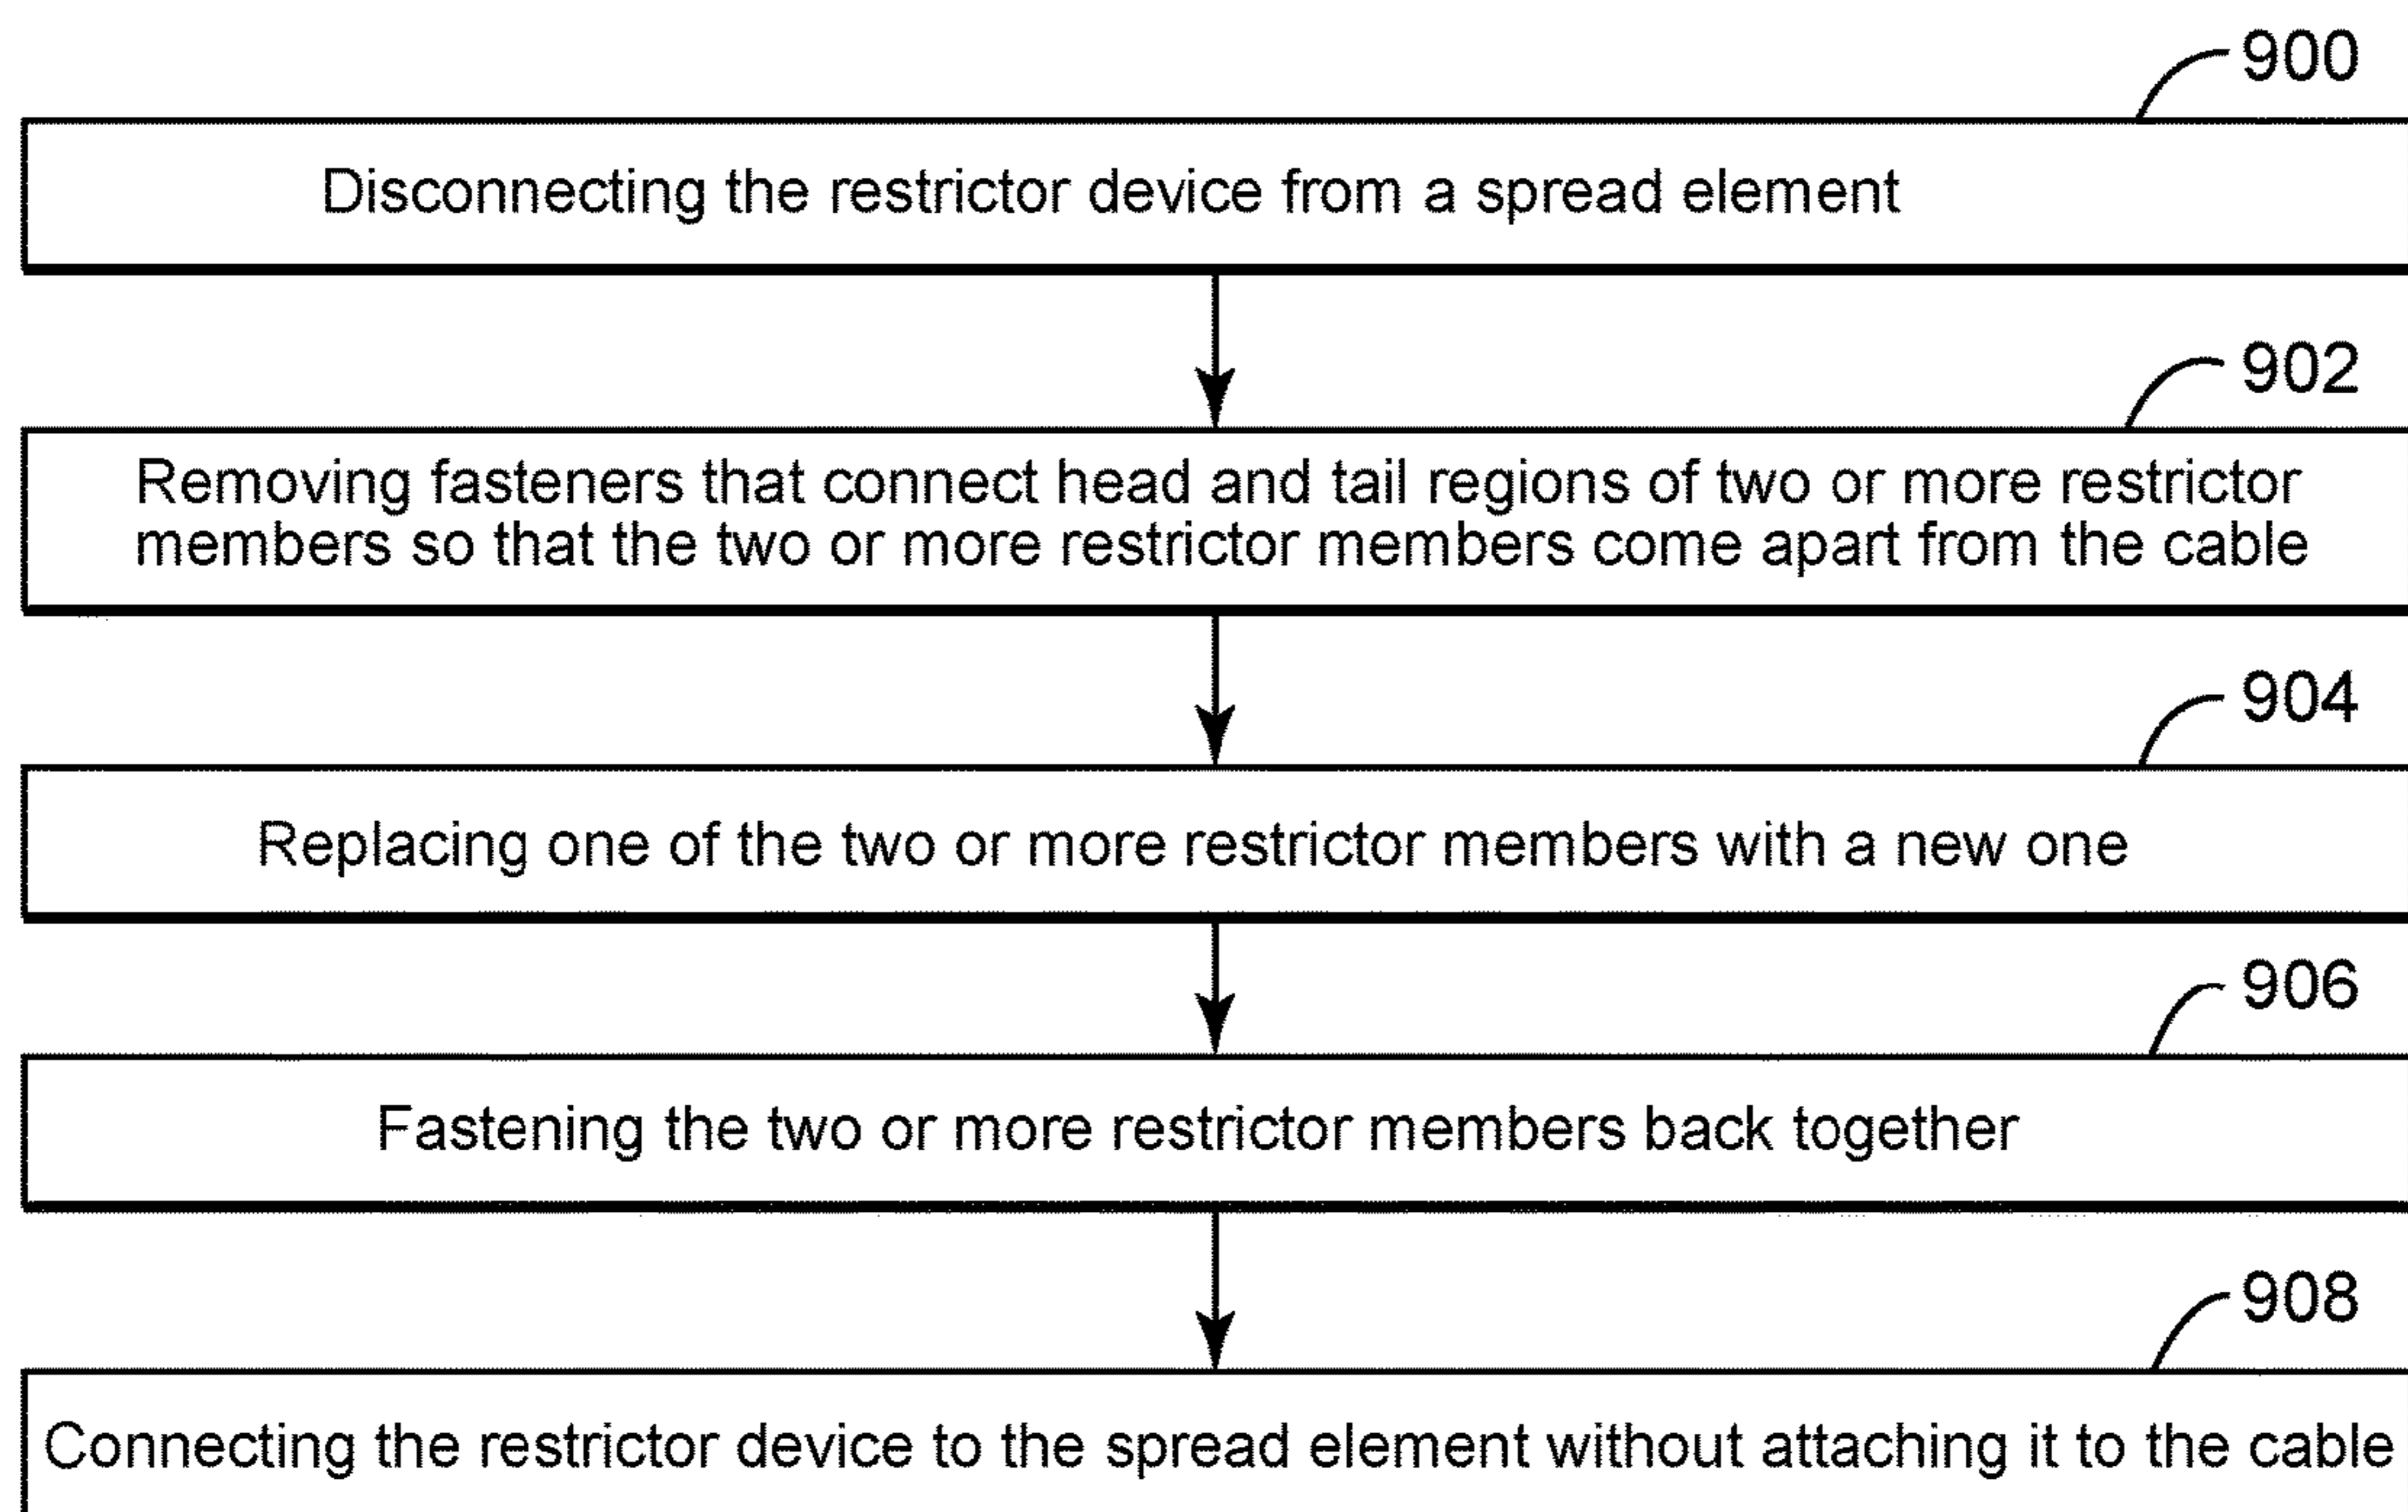 900
Disconnecting the restrictor device from a spread element
902
Removing fasteners that connect head and tail regions of two or more restrictor
members so that the two or more restrictor members come apart from the cable
904
Replacing one of the two or more restrictor members with a new one
906
Fastening the two or more restrictor members back together
908
Connecting the restrictor device to the spread element without attaching it to the cable